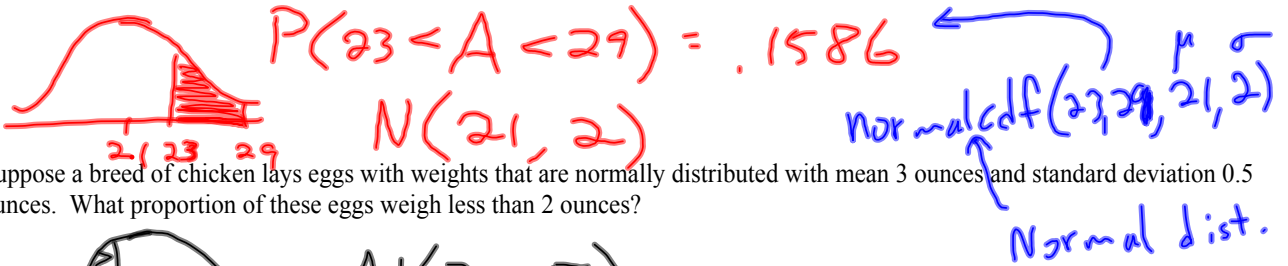 P(23 < A < 29) = .1586
μ σ
normalcdf(23,29,21,2)
N(21, 2)
21 23 29
uppose a breed of chicken lays eggs with weights that are normally distributed with mean 3 ounces and standard deviation 0.5
unces. What proportion of these eggs weigh less than 2 ounces?
Normal dist.